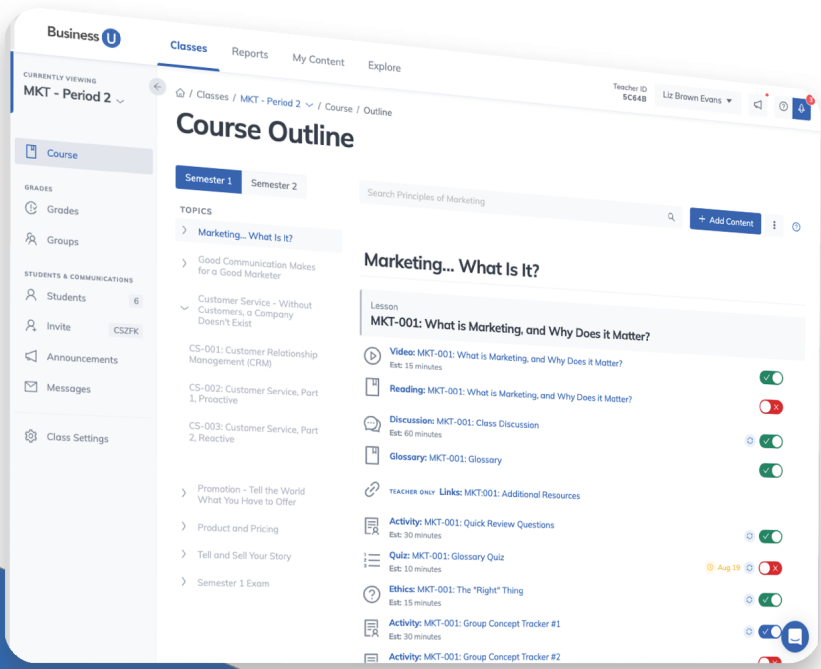 Business U
Classes
Reports
My Content
Explore
CURRENTLY VIEWING
MKT - Period 2
Teacher ID
5C64B
Liz Brown Evans
3
/ Classes / MKT - Period 2 / Course / Outline
Course Outline
Course
GRADES
Grades
Groups
STUDENTS & COMMUNICATIONS
Students 6
Invite CSZFK
Announcements
Messages
Class Settings
Semester 1
Semester 2
TOPICS
Marketing... What Is It?
Good Communication Makes
for a Good Marketer
Customer Service - Without
Customers, a Company
Doesn't Exist
CS-001: Customer Relationship
Management (CRM)
CS-002: Customer Service, Part
1, Proactive
CS-003: Customer Service, Part
2, Reactive
Promotion - Tell the World
What You Have to Offer
Product and Pricing
Tell and Sell Your Story
Semester 1 Exam
Search Principles of Marketing
+ Add Content
Marketing... What Is It?
Lesson
MKT-001: What is Marketing, and Why Does it Matter?
Video: MKT-001: What is Marketing, and Why Does it Matter?
Est: 15 minutes
Reading: MKT-001: What is Marketing, and Why Does it Matter?
Discussion: MKT-001: Class Discussion
Est: 60 minutes
Glossary: MKT-001: Glossary
TEACHER ONLY Links: MKT:001: Additional Resources
Activity: MKT-001: Quick Review Questions
Est: 30 minutes
Quiz: MKT-001: Glossary Quiz
Est: 10 minutes
Aug 19
Ethics: MKT-001: The "Right" Thing
Est: 15 minutes
Activity: MKT-001: Group Concept Tracker #1
Est: 30 minutes
Activity: MKT-001: Group Concept Tracker #2